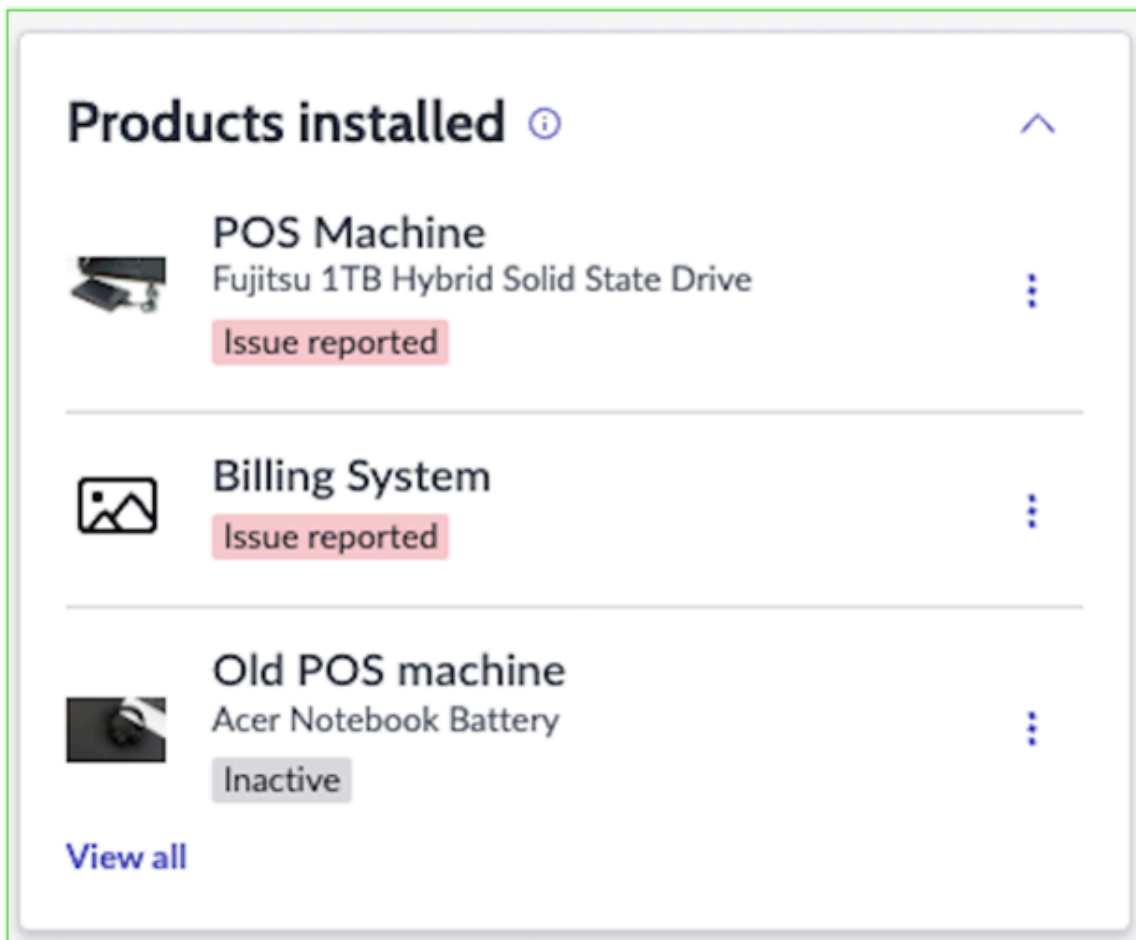 Products installed
POS Machine
Fujitsu 1TB Hybrid Solid State Drive
Issue reported
Billing System
Issue reported
Old POS machine
Acer Notebook Battery
Inactive
View all